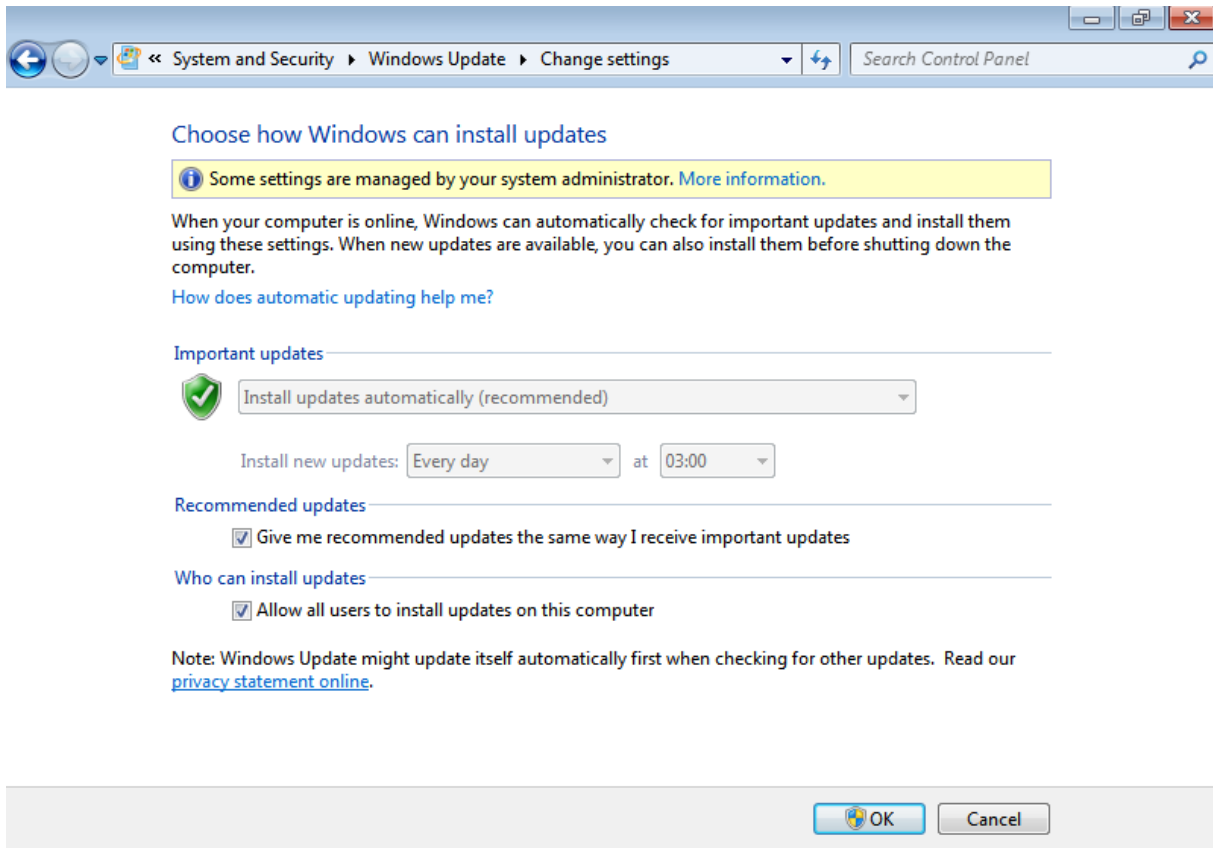 « System and Security ▸ Windows Update ▸ Change settings
Search Control Panel
Choose how Windows can install updates
Some settings are managed by your system administrator. More information.
When your computer is online, Windows can automatically check for important updates and install them
using these settings. When new updates are available, you can also install them before shutting down the
computer.
How does automatic updating help me?
Important updates
Install updates automatically (recommended)
Install new updates: Every day at 03:00
Recommended updates
Give me recommended updates the same way I receive important updates
Who can install updates
Allow all users to install updates on this computer
Note: Windows Update might update itself automatically first when checking for other updates. Read our
privacy statement online.
OK Cancel